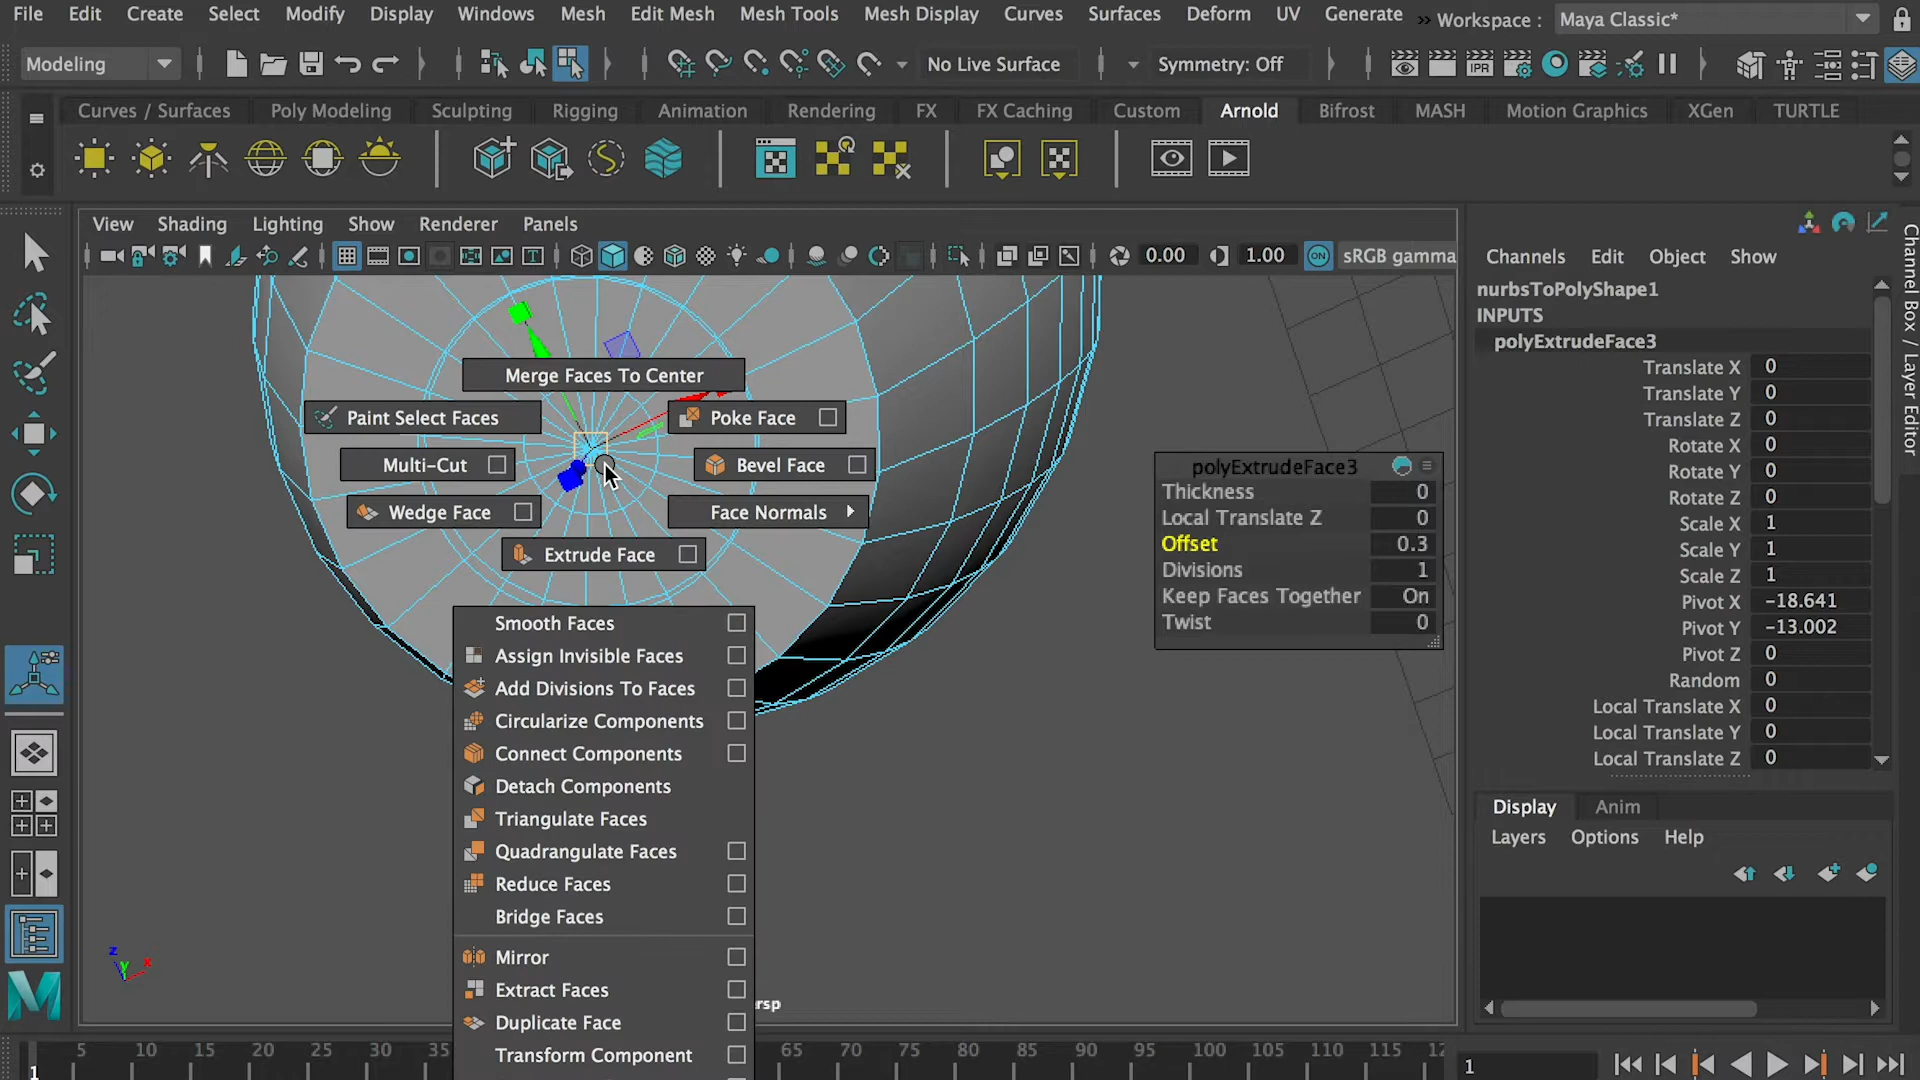 File Edit Create Select Modify Display Windows Mesh Edit Mesh Mesh Tools Mesh Display Curves Surfaces Deform UV Generate Workspace : Maya Classic*
Modeling No Live Surface Symmetry: Off IPR
Curves / Surfaces Poly Modeling Sculpting Rigging Animation Rendering FX FX Caching Custom Arnold Bifrost MASH Motion Graphics XGen TURTLE
View Shading Lighting Show Renderer Panels
0.00 1.00 ON sRGB gamma
Merge Faces To Center
Paint Select Faces Poke Face
Multi-Cut Bevel Face
Wedge Face Face Normals
Extrude Face
Smooth Faces
Assign Invisible Faces
Add Divisions To Faces
Circularize Components
Connect Components
Detach Components
Triangulate Faces
Quadrangulate Faces
Reduce Faces
Bridge Faces
Mirror
Extract Faces
Duplicate Face
Transform Component
rsp
z y x
polyExtrudeFace3
Thickness 0
Local Translate Z 0
Offset 0.3
Divisions 1
Keep Faces Together On
Twist 0
Channels Edit Object Show
nurbsToPolyShape1
INPUTS
polyExtrudeFace3
Translate X 0
Translate Y 0
Translate Z 0
Rotate X 0
Rotate Y 0
Rotate Z 0
Scale X 1
Scale Y 1
Scale Z 1
Pivot X -18.641
Pivot Y -13.002
Pivot Z 0
Random 0
Local Translate X 0
Local Translate Y 0
Local Translate Z 0
Display Anim
Layers Options Help
Channel Box / Layer Editor
5 10 15 20 25 30 35 65 70 75 80 85 90 95 100 105 110 115 12
1 1